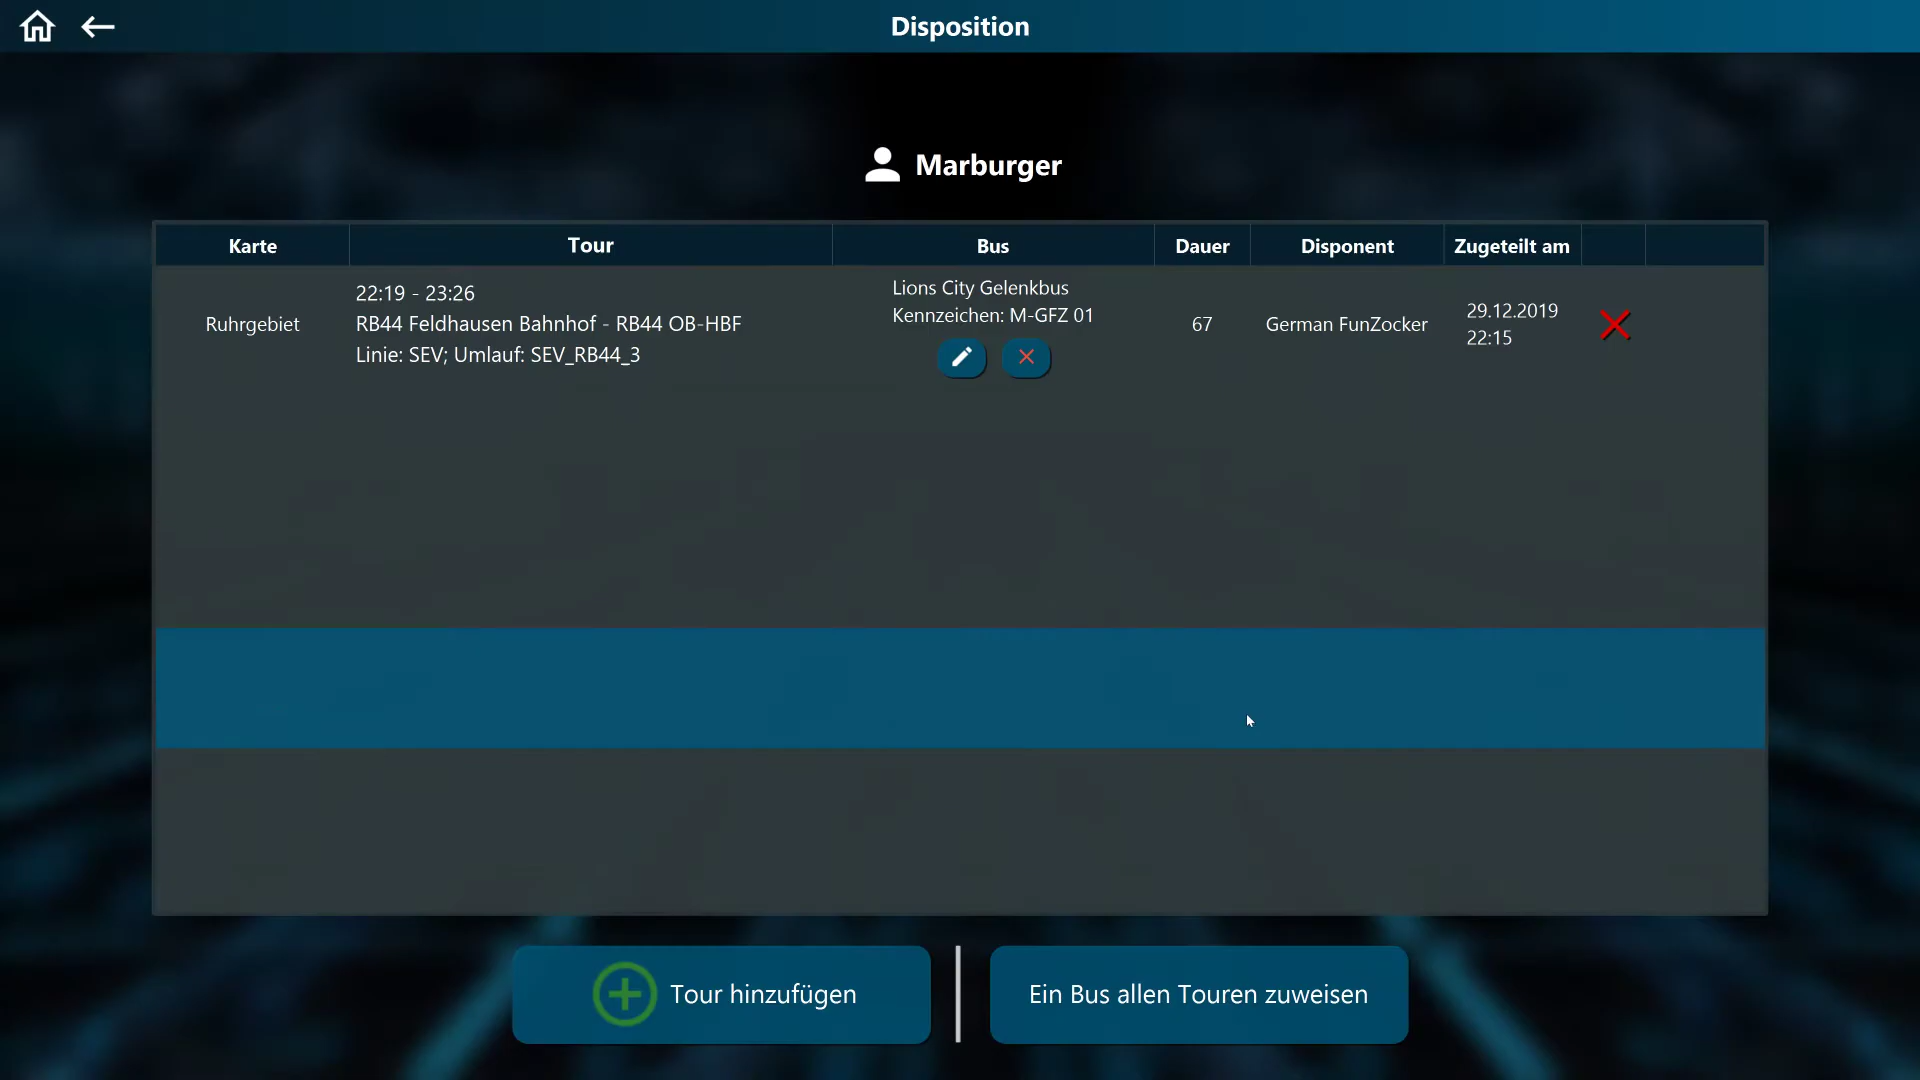 Disposition
Marburger
Karte
Tour
Bus
Dauer
Disponent
Zugeteilt am
Ruhrgebiet
22:19 - 23:26
RB44 Feldhausen Bahnhof - RB44 OB-HBF
Linie: SEV; Umlauf: SEV_RB44_3
Lions City Gelenkbus
Kennzeichen: M-GFZ 01
67
German FunZocker
29.12.2019
22:15
Tour hinzufügen
Ein Bus allen Touren zuweisen